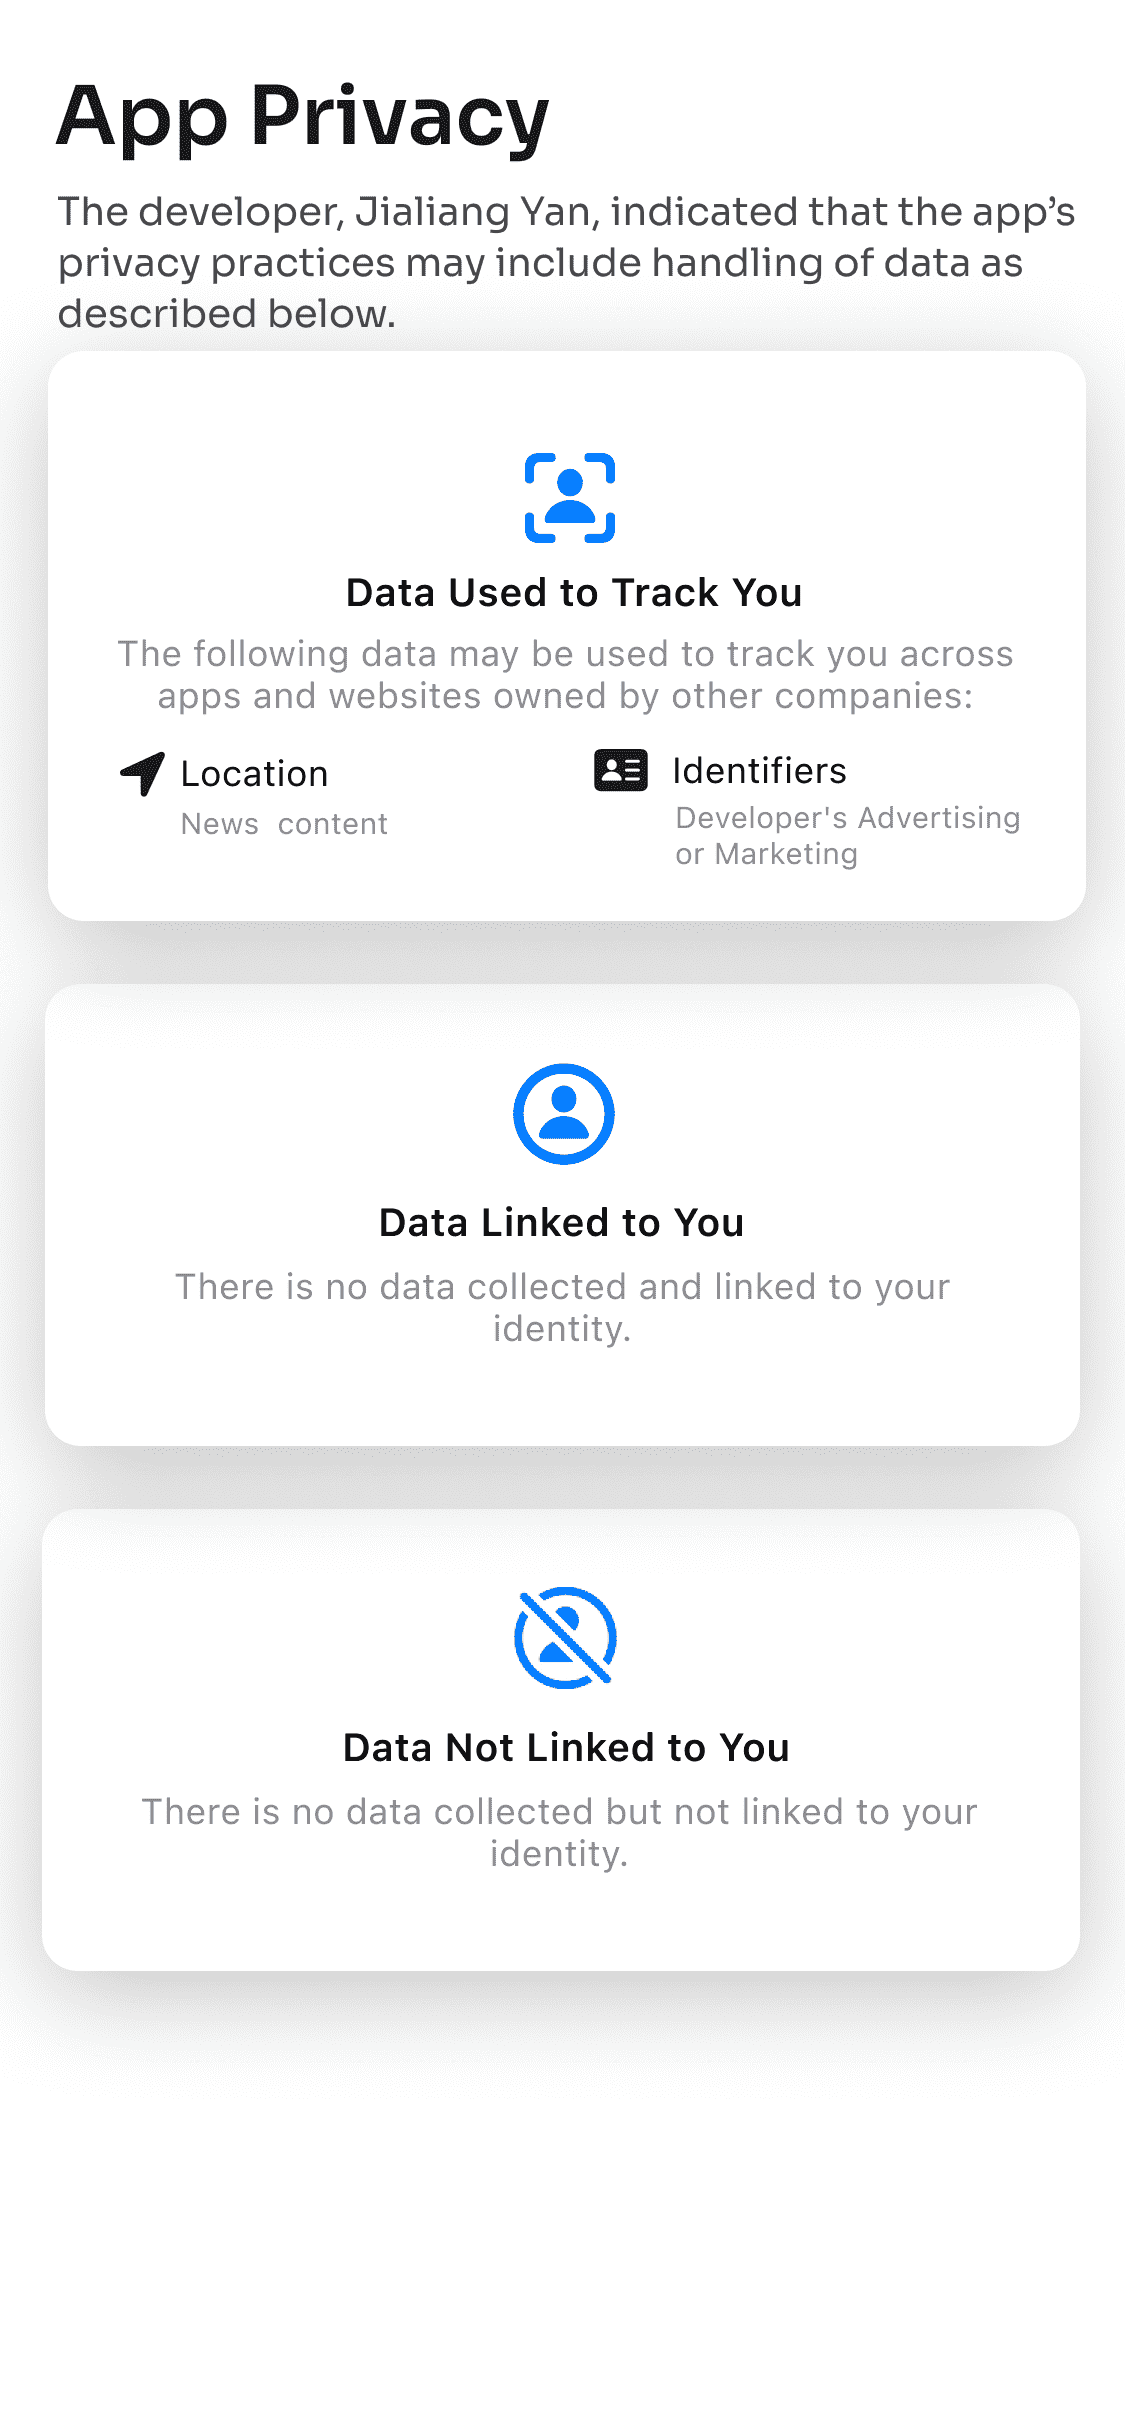 App Privacy
The developer, Jialiang Yan, indicated that the app’s
privacy practices may include handling of data as
described below.
Data Used to Track You
The following data may be used to track you across
apps and websites owned by other companies:
Location
News content
Identifiers
Developer's Advertising
or Marketing
Data Linked to You
There is no data collected and linked to your
identity.
Data Not Linked to You
There is no data collected but not linked to your
identity.